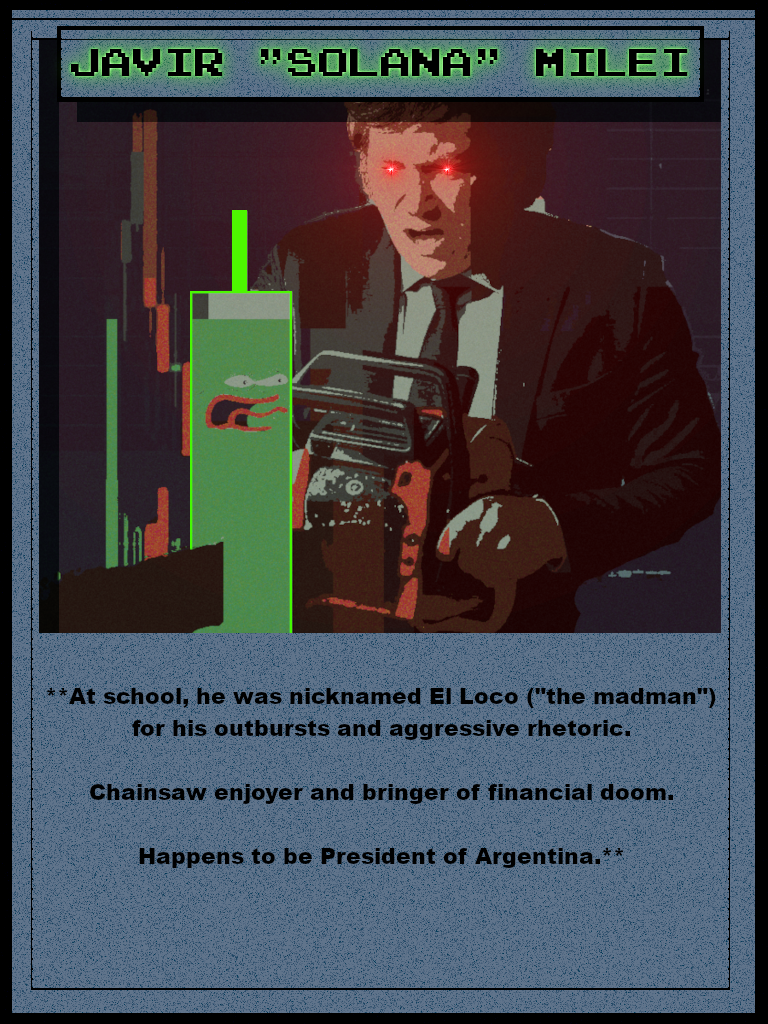 JAVIR "SOLANA" MILEI
**At school, he was nicknamed El Loco ("the madman")
for his outbursts and aggressive rhetoric.
Chainsaw enjoyer and bringer of financial doom.
Happens to be President of Argentina.**